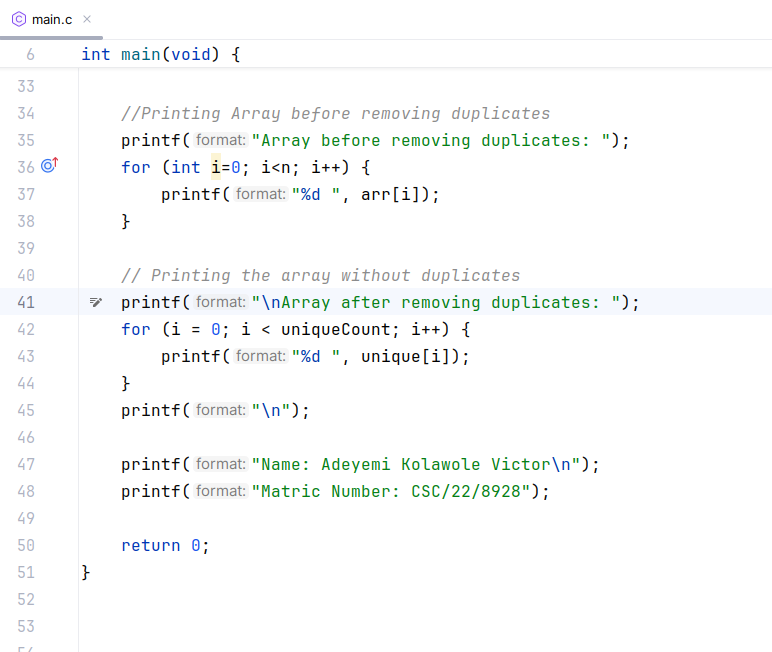 main.c
6 int main(void) {
33
34 //Printing Array before removing duplicates
35 printf( format: "Array before removing duplicates: ");
36 for (int i=0; i<n; i++) {
37 printf( format: "%d ", arr[i]);
38 }
39
40 // Printing the array without duplicates
41 printf( format: "\nArray after removing duplicates: ");
42 for (i = 0; i < uniqueCount; i++) {
43 printf( format: "%d ", unique[i]);
44 }
45 printf( format: "\n");
46
47 printf( format: "Name: Adeyemi Kolawole Victor\n");
48 printf( format: "Matric Number: CSC/22/8928");
49
50 return 0;
51 }
52
53